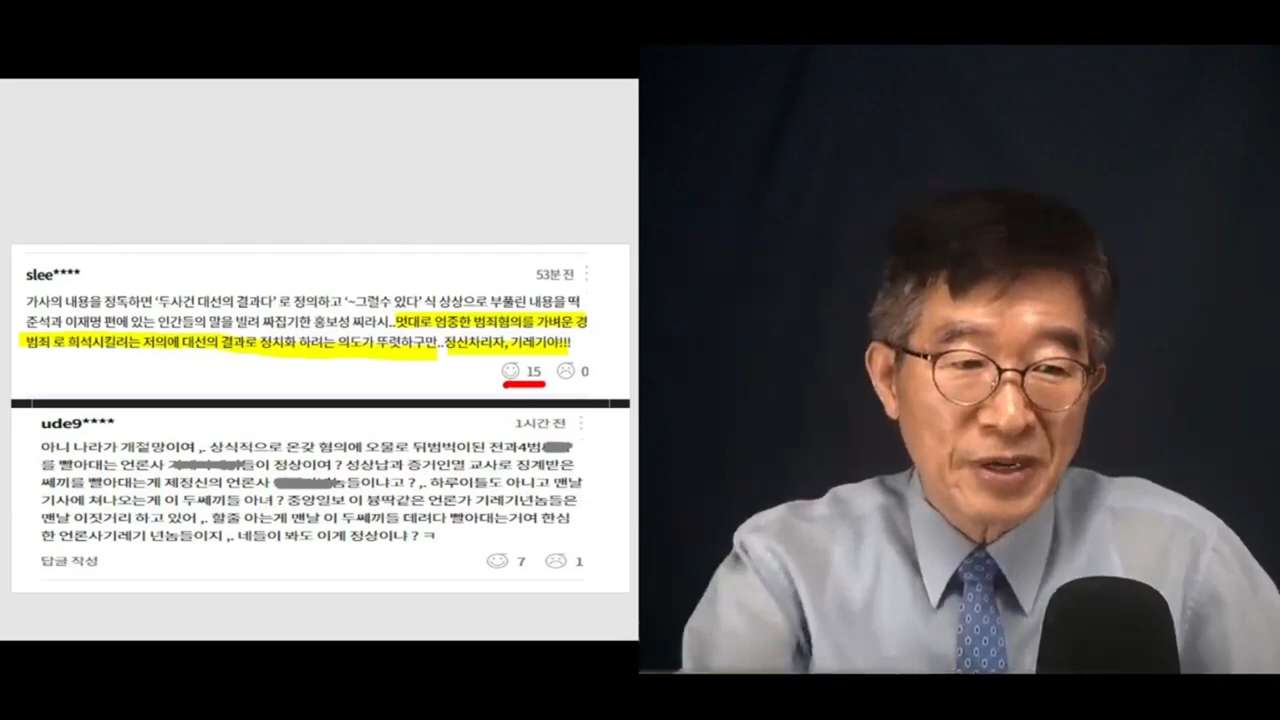 slee****
53분 전
가사의 내용을 정독하면 '두사건 대선의 결과다' 로 정의하고 '~그럴수 있다' 식 상상으로 부풀린 내용을 떡
준석과 이재명 편에 있는 인간들의 말을 빌려 짜집기한 홍보성 찌라시..멋대로 엄중한 범죄혐의를 가벼운 경
범죄 로 희석시킬려는 저의에 대선의 결과로 정치화 하려는 의도가 뚜렷하구만..정신차리자, 기레기야!!!
15 0
ude9****
1시간 전
아니 나라가 개절망이여 ,. 상식적으로 온갖 혐의에 오물로 뒤범벅이된 전과4범
를 빨아대는 언론사 들이 정상이여 ? 성상납과 증거인멸 교사로 징계받은
쎄끼를 빨아대는게 제정신의 언론사 놈들이냐고 ? ,. 하루이틀도 아니고 맨날
기사에 쳐나오는게 이 두쎄끼들 아녀 ? 중앙일보 이 븅딱같은 언론가 기레기년놈들은
맨날 이짓거리 하고 있어 ,. 할줄 아는게 맨날 이 두쎄끼들 데려다 빨아대는거여 한심
한 언론사기레기 년놈들이지 ,. 네들이 봐도 이게 정상이냐 ? ㅋ
답글 작성
7 1